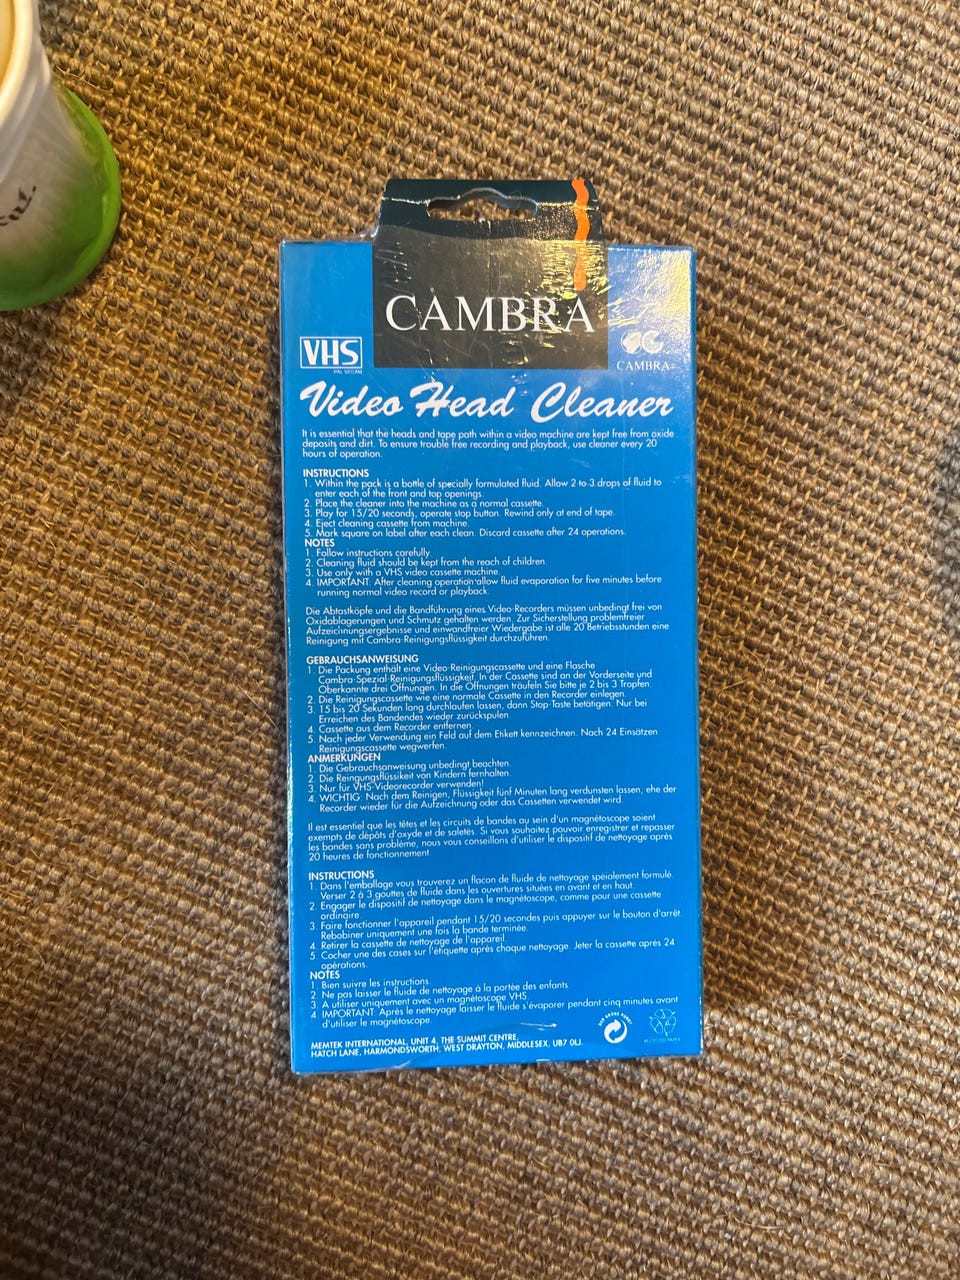 CAMBRA
VHS
PAL SECAM
CAMBRA
Video Head Cleaner
It is essential that the heads and tape path within a video machine are kept free from oxide
deposits and dirt. To ensure trouble free recording and playback, use cleaner every 20
hours of operation.
INSTRUCTIONS
1. Within the pack is a bottle of specially formulated fluid. Allow 2 to 3 drops of fluid to
enter each of the front and top openings.
2. Place the cleaner into the machine as a normal cassette.
3. Play for 15/20 seconds, operate stop button. Rewind only at end of tape.
4. Eject cleaning cassette from machine.
5. Mark square on label after each clean. Discard cassette after 24 operations.
NOTES
1. Follow instructions carefully.
2. Cleaning fluid should be kept from the reach of children.
3. Use only with a VHS video cassette machine.
4. IMPORTANT: After cleaning operation allow fluid evaporation for five minutes before
running normal video record or playback.
Die Abtastköpfe und die Bandführung eines Video-Recorders müssen unbedingt frei von
Oxidablagerungen und Schmutz gehalten werden. Zur Sicherstellung problemfreier
Aufzeichnungsergebnisse und einwandfreier Wiedergabe ist alle 20 Betriebsstunden eine
Reinigung mit Cambra-Reinigungsflüssigkeit durchzuführen.
GEBRAUCHSANWEISUNG
1. Die Packung enthält eine Video-Reinigungscassette und eine Flasche
Cambra-Spezial-Reinigungsflüssigkeit. In der Cassette sind an der Vorderseite und
Oberkannte drei Öffnungen. In die Öffnungen träufeln Sie bitte je 2 bis 3 Tropfen.
2. Die Reinigungscassette wie eine normale Cassette in den Recorder einlegen.
3. 15 bis 20 Sekunden lang durchlaufen lassen, dann Stop-Taste betätigen. Nur bei
Erreichen des Bandendes wieder zurückspulen.
4. Cassette aus dem Recorder entfernen.
5. Nach jeder Verwendung ein Feld auf dem Etikett kennzeichnen. Nach 24 Einsätzen
Reinigungscassette wegwerfen.
ANMERKUNGEN
1. Die Gebrauchsanweisung unbedingt beachten.
2. Die Reingungsflüssikeit von Kindern fernhalten.
3. Nur für VHS-Videorecorder verwenden!
4. WICHTIG: Nach dem Reinigen, Flüssigkeit fünf Minuten lang verdunsten lassen, ehe der
Recorder wieder für die Aufzeichnung oder das Cassetten verwendet wird.
Il est essentiel que les têtes et les circuits de bandes au sein d'un magnétoscope soient
exempts de dépôts d'oxyde et de saletés. Si vous souhaitez pouvoir enregistrer et repasser
les bandes sans problème, nous vous conseillons d'utiliser le dispositif de nettoyage après
20 heures de fonctionnement.
INSTRUCTIONS
1. Dans l'emballage vous trouverez un flacon de fluide de nettoyage spéialement formulé.
Verser 2 à 3 gouttes de fluide dans les ouvertures situées en avant et en haut.
2. Engager le dispositif de nettoyage dans le magnétoscope, comme pour une cassette
ordinaire.
3. Faire fonctionner l'appareil pendant 15/20 secondes puis appuyer sur le bouton d'arrêt.
Rebobiner uniquement une fois la bande terminée.
4. Retirer la cassette de nettoyage de l'appareil.
5. Cocher une des cases sur l'étiquette après chaque nettoyage. Jeter la cassette après 24
opérations.
NOTES
1. Bien suivre les instructions.
2. Ne pas laisser le fluide de nettoyage à la portée des enfants.
3. A utiliser uniquement avec un magnétoscope VHS.
4. IMPORTANT: Après le nettoyage laisser le fluide s'évaporer pendant cinq minutes avant
d'utiliser le magnétoscope.
MEMTEK INTERNATIONAL, UNIT 4, THE SUMMIT CENTRE,
HATCH LANE, HARMONDSWORTH, WEST DRAYTON, MIDDLESEX, UB7 0LJ.
DER GRÜNE PUNKT
RECYCLED PAPER